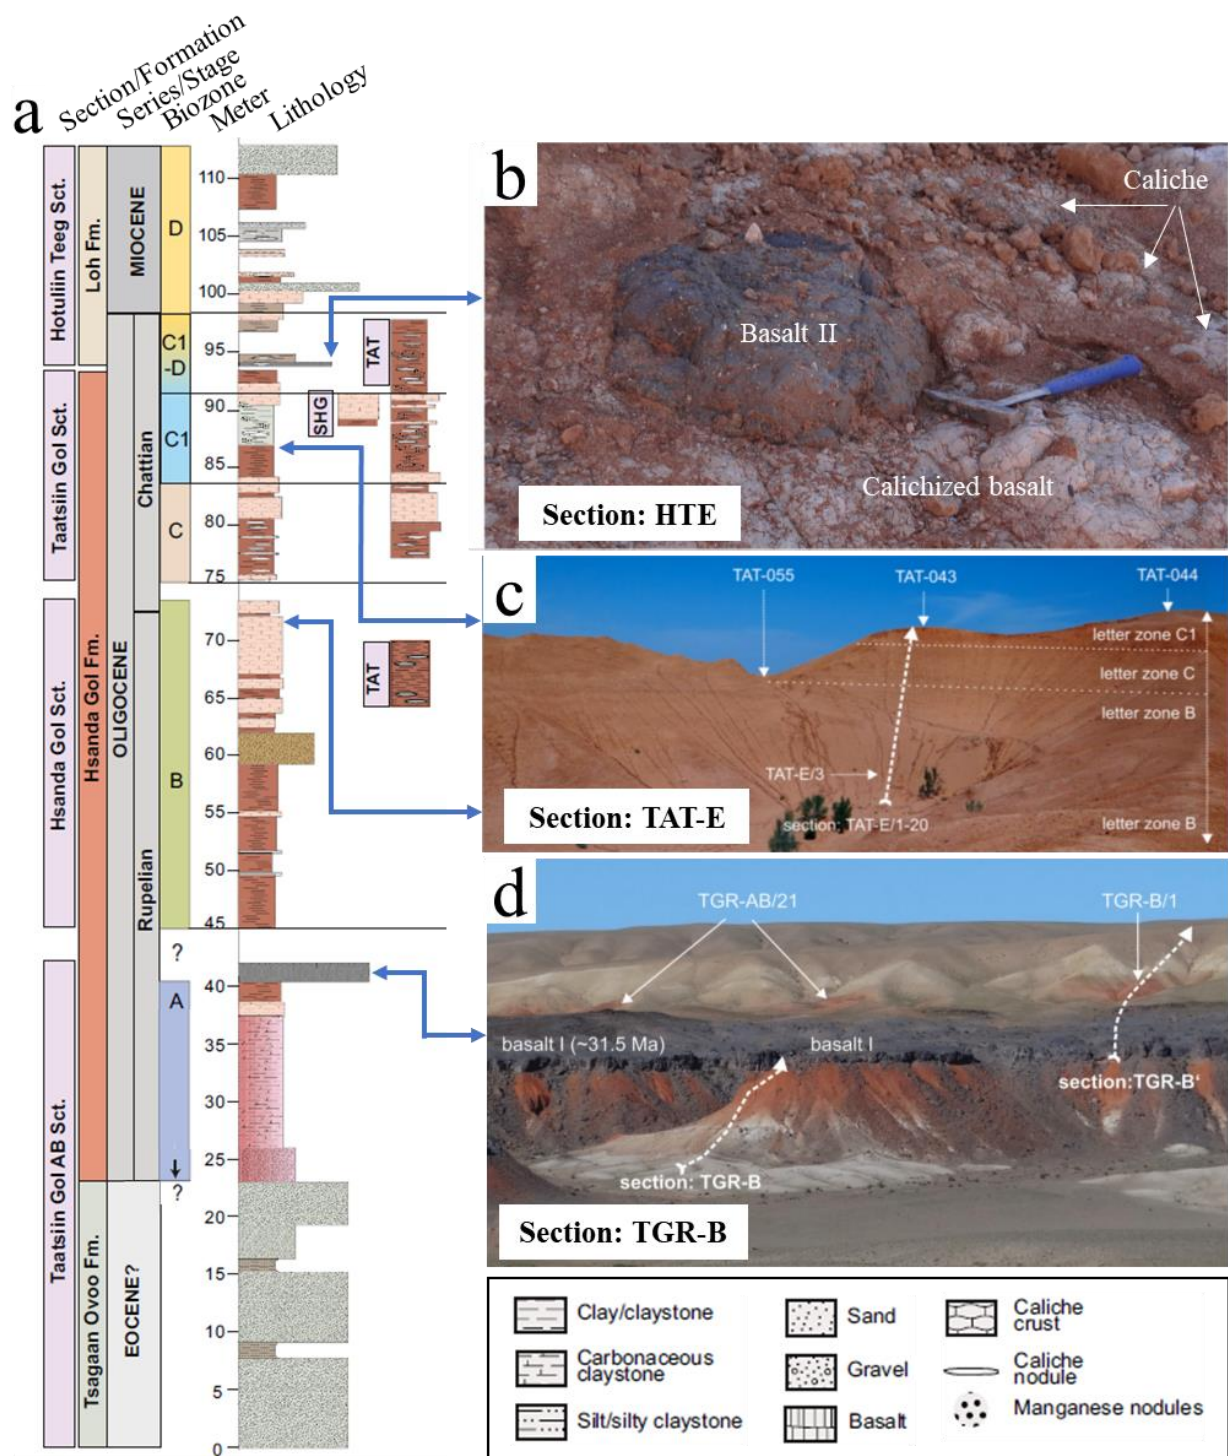 a
Section/Formation
Series/Stage
Biozone
Meter
Lithology
Hotuliin Teeg Sct.
Taatsiin Gol Sct.
Hsanda Gol Sct.
Taatsiin Gol AB Sct.
Loh Fm.
Hsanda Gol Fm.
Tsagaan Ovoo Fm.
MIOCENE
OLIGOCENE
EOCENE?
Chattian
Rupelian
D
C1
-D
C1
C
B
?
A
?
110
105
100
95
90
85
80
75
70
65
60
55
50
45
40
35
30
25
20
15
10
5
0
TAT
SHG
TAT
b
Caliche
Basalt II
Calichized basalt
Section: HTE
c
TAT-055
TAT-043
TAT-044
letter zone C1
letter zone C
letter zone B
TAT-E/3
section: TAT-E/1-20
letter zone B
Section: TAT-E
d
TGR-AB/21
TGR-B/1
basalt I (~31.5 Ma)
basalt I
section:TGR-B'
section: TGR-B
Section: TGR-B
Clay/claystone
Carbonaceous
claystone
Silt/silty claystone
Sand
Gravel
Basalt
Caliche
crust
Caliche
nodule
Manganese nodules